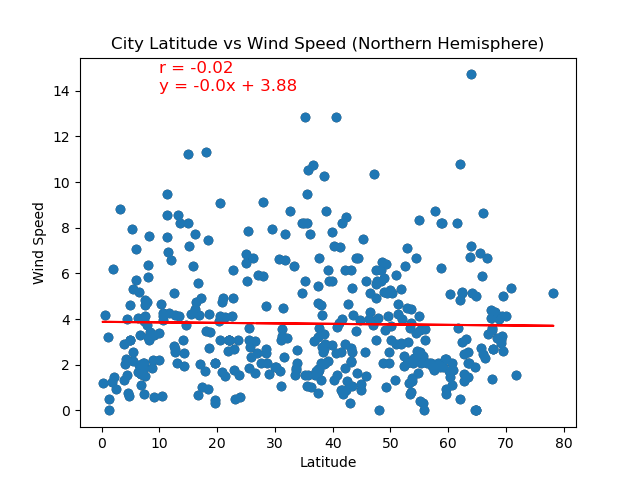 City Latitude vs Wind Speed (Northern Hemisphere)
r = -0.02
y = -0.0x + 3.88
14
12
10
8
6
4
2
0
Wind Speed
0 10 20 30 40 50 60 70 80
Latitude